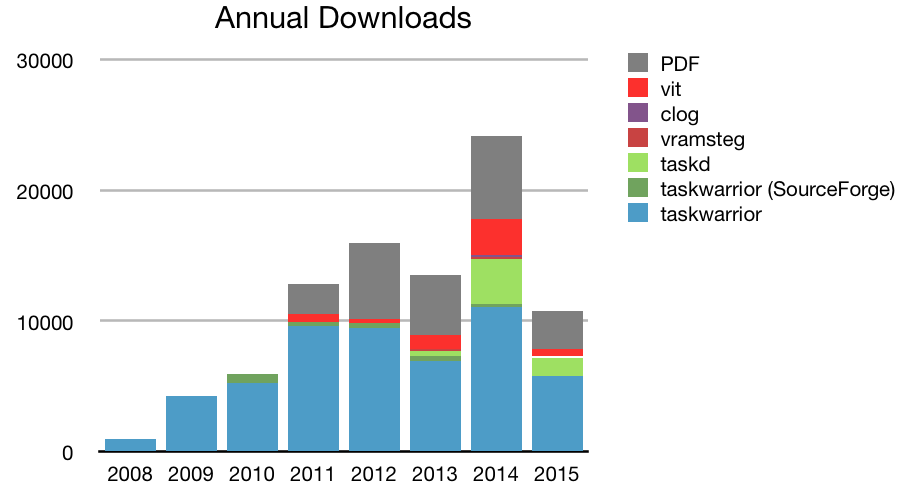 Annual Downloads
30000
20000
10000
0
2008 2009 2010 2011 2012 2013 2014 2015
PDF
vit
clog
vramsteg
taskd
taskwarrior (SourceForge)
taskwarrior